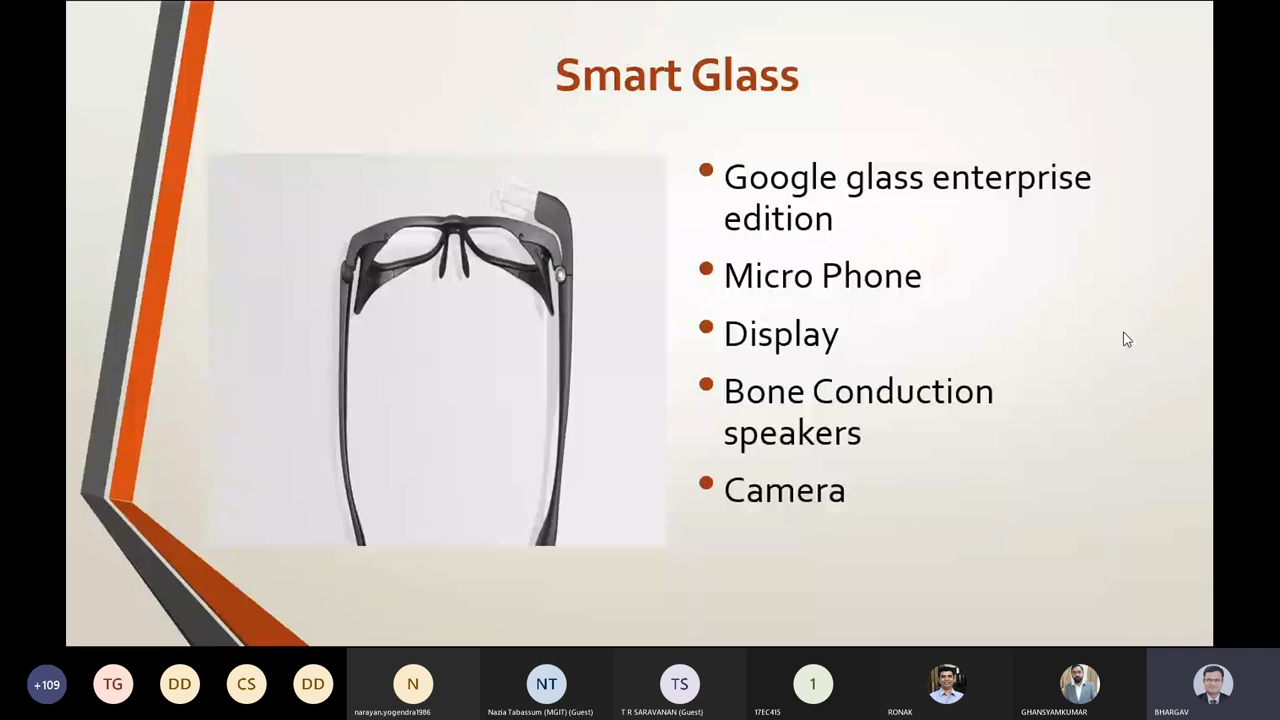 Smart Glass
Google glass enterprise
edition
Micro Phone
Display
Bone Conduction
speakers
Camera
+109
TG
DD
CS
DD
N
NT
TS
1
narayan.yogendra1986
Nazia Tabassum (MGIT) (Guest)
T R SARAVANAN (Guest)
17EC415
RONAK
GHANSYAMKUMAR
BHARGAV